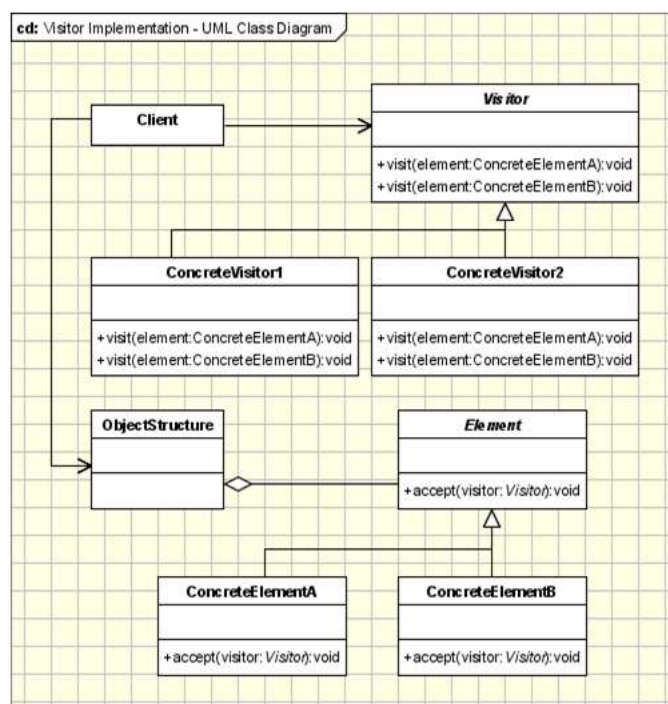 cd: Visitor Implementation - UML Class Diagram
Client
Visitor
+visit(element:ConcreteElementA):void
+visit(element:ConcreteElementB):void
ConcreteVisitor1
+visit(element:ConcreteElementA):void
+visit(element:ConcreteElementB):void
ConcreteVisitor2
+visit(element:ConcreteElementA):void
+visit(element:ConcreteElementB):void
ObjectStructure
Element
+accept(visitor:Visitor):void
ConcreteElementA
+accept(visitor:Visitor):void
ConcreteElementB
+accept(visitor:Visitor):void